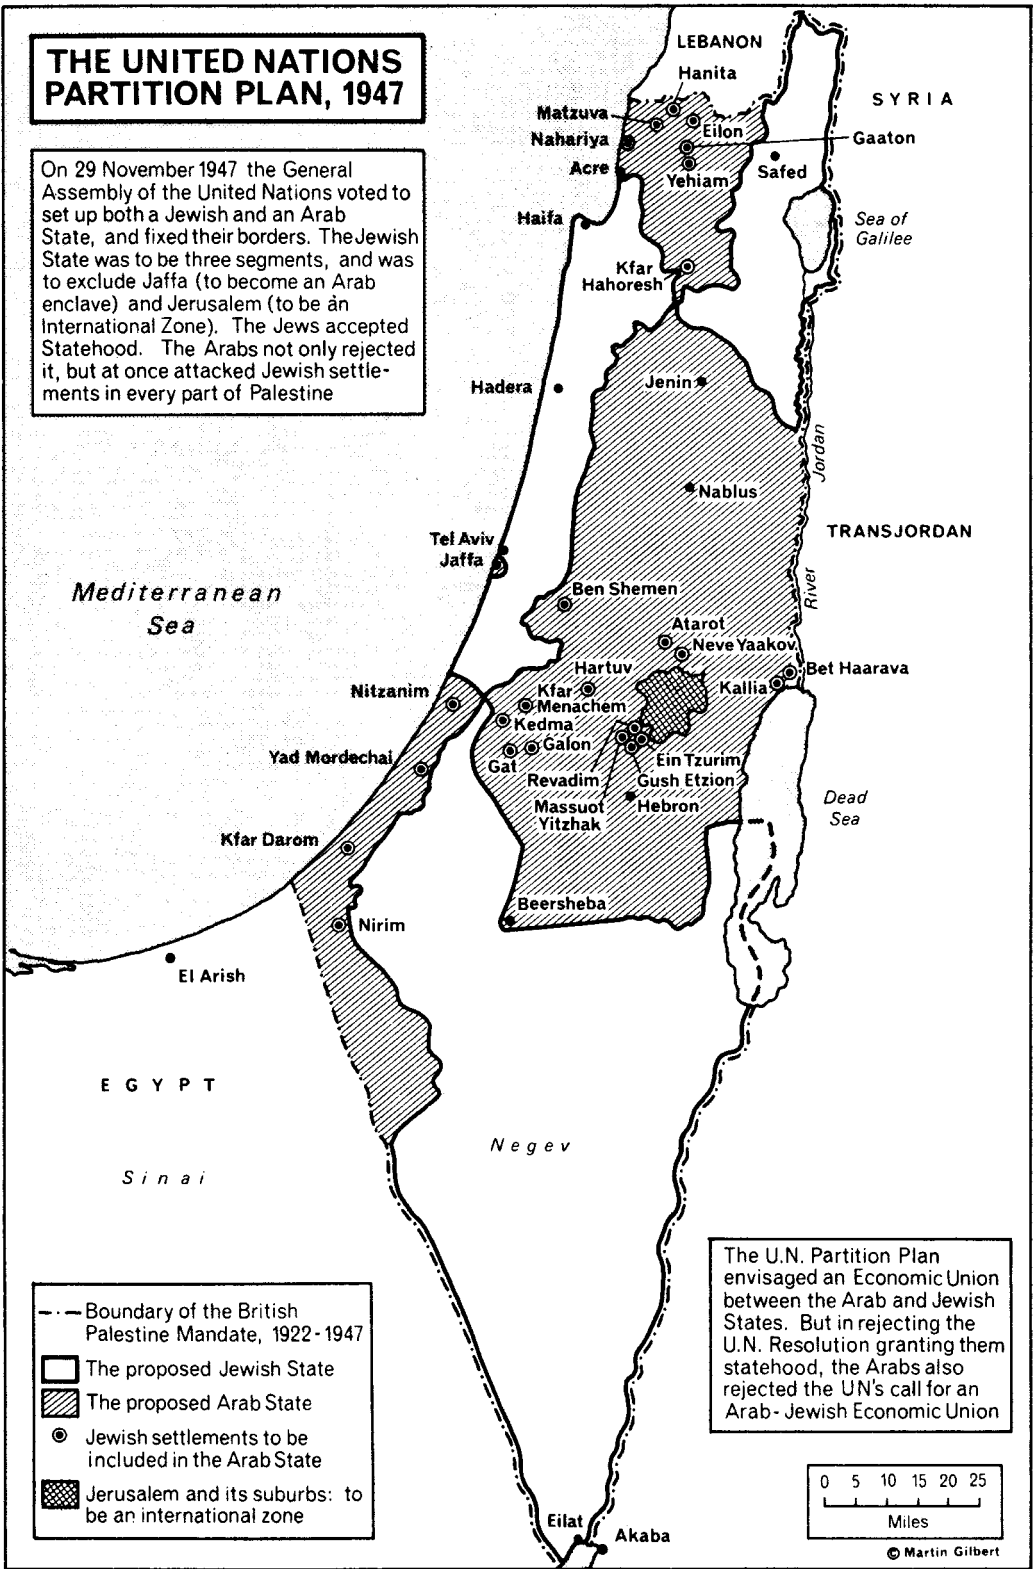 THE UNITED NATIONS
PARTITION PLAN, 1947
On 29 November 1947 the General
Assembly of the United Nations voted to
set up both a Jewish and an Arab
State, and fixed their borders. The Jewish
State was to be three segments, and was
to exclude Jaffa (to become an Arab
enclave) and Jerusalem (to be an
International Zone). The Jews accepted
Statehood. The Arabs not only rejected
it, but at once attacked Jewish settle-
ments in every part of Palestine
LEBANON
Hanita
SYRIA
Matzuva
Eilon
Nahariya
Gaaton
Acre
Yehiam
Safed
Haifa
Sea of
Galilee
Kfar
Hahoresh
Hadera
Jenin
Jordan
River
Nablus
TRANSJORDAN
Tel Aviv
Jaffa
Mediterranean
Sea
Ben Shemen
Atarot
Neve Yaakov
Hartuv
Bet Haarava
Kallia
Nitzanim
Kfar
Menachem
Kedma
Yad Mordechai
Galon
Gat
Ein Tzurim
Revadim
Gush Etzion
Massuot
Yitzhak
Hebron
Dead
Sea
Kfar Darom
Beersheba
Nirim
El Arish
EGYPT
Negev
Sinai
Boundary of the British
Palestine Mandate, 1922-1947
The proposed Jewish State
The proposed Arab State
Jewish settlements to be
included in the Arab State
Jerusalem and its suburbs: to
be an international zone
The U.N. Partition Plan
envisaged an Economic Union
between the Arab and Jewish
States. But in rejecting the
U.N. Resolution granting them
statehood, the Arabs also
rejected the UN's call for an
Arab-Jewish Economic Union
0 5 10 15 20 25
Miles
Eilat
Akaba
© Martin Gilbert